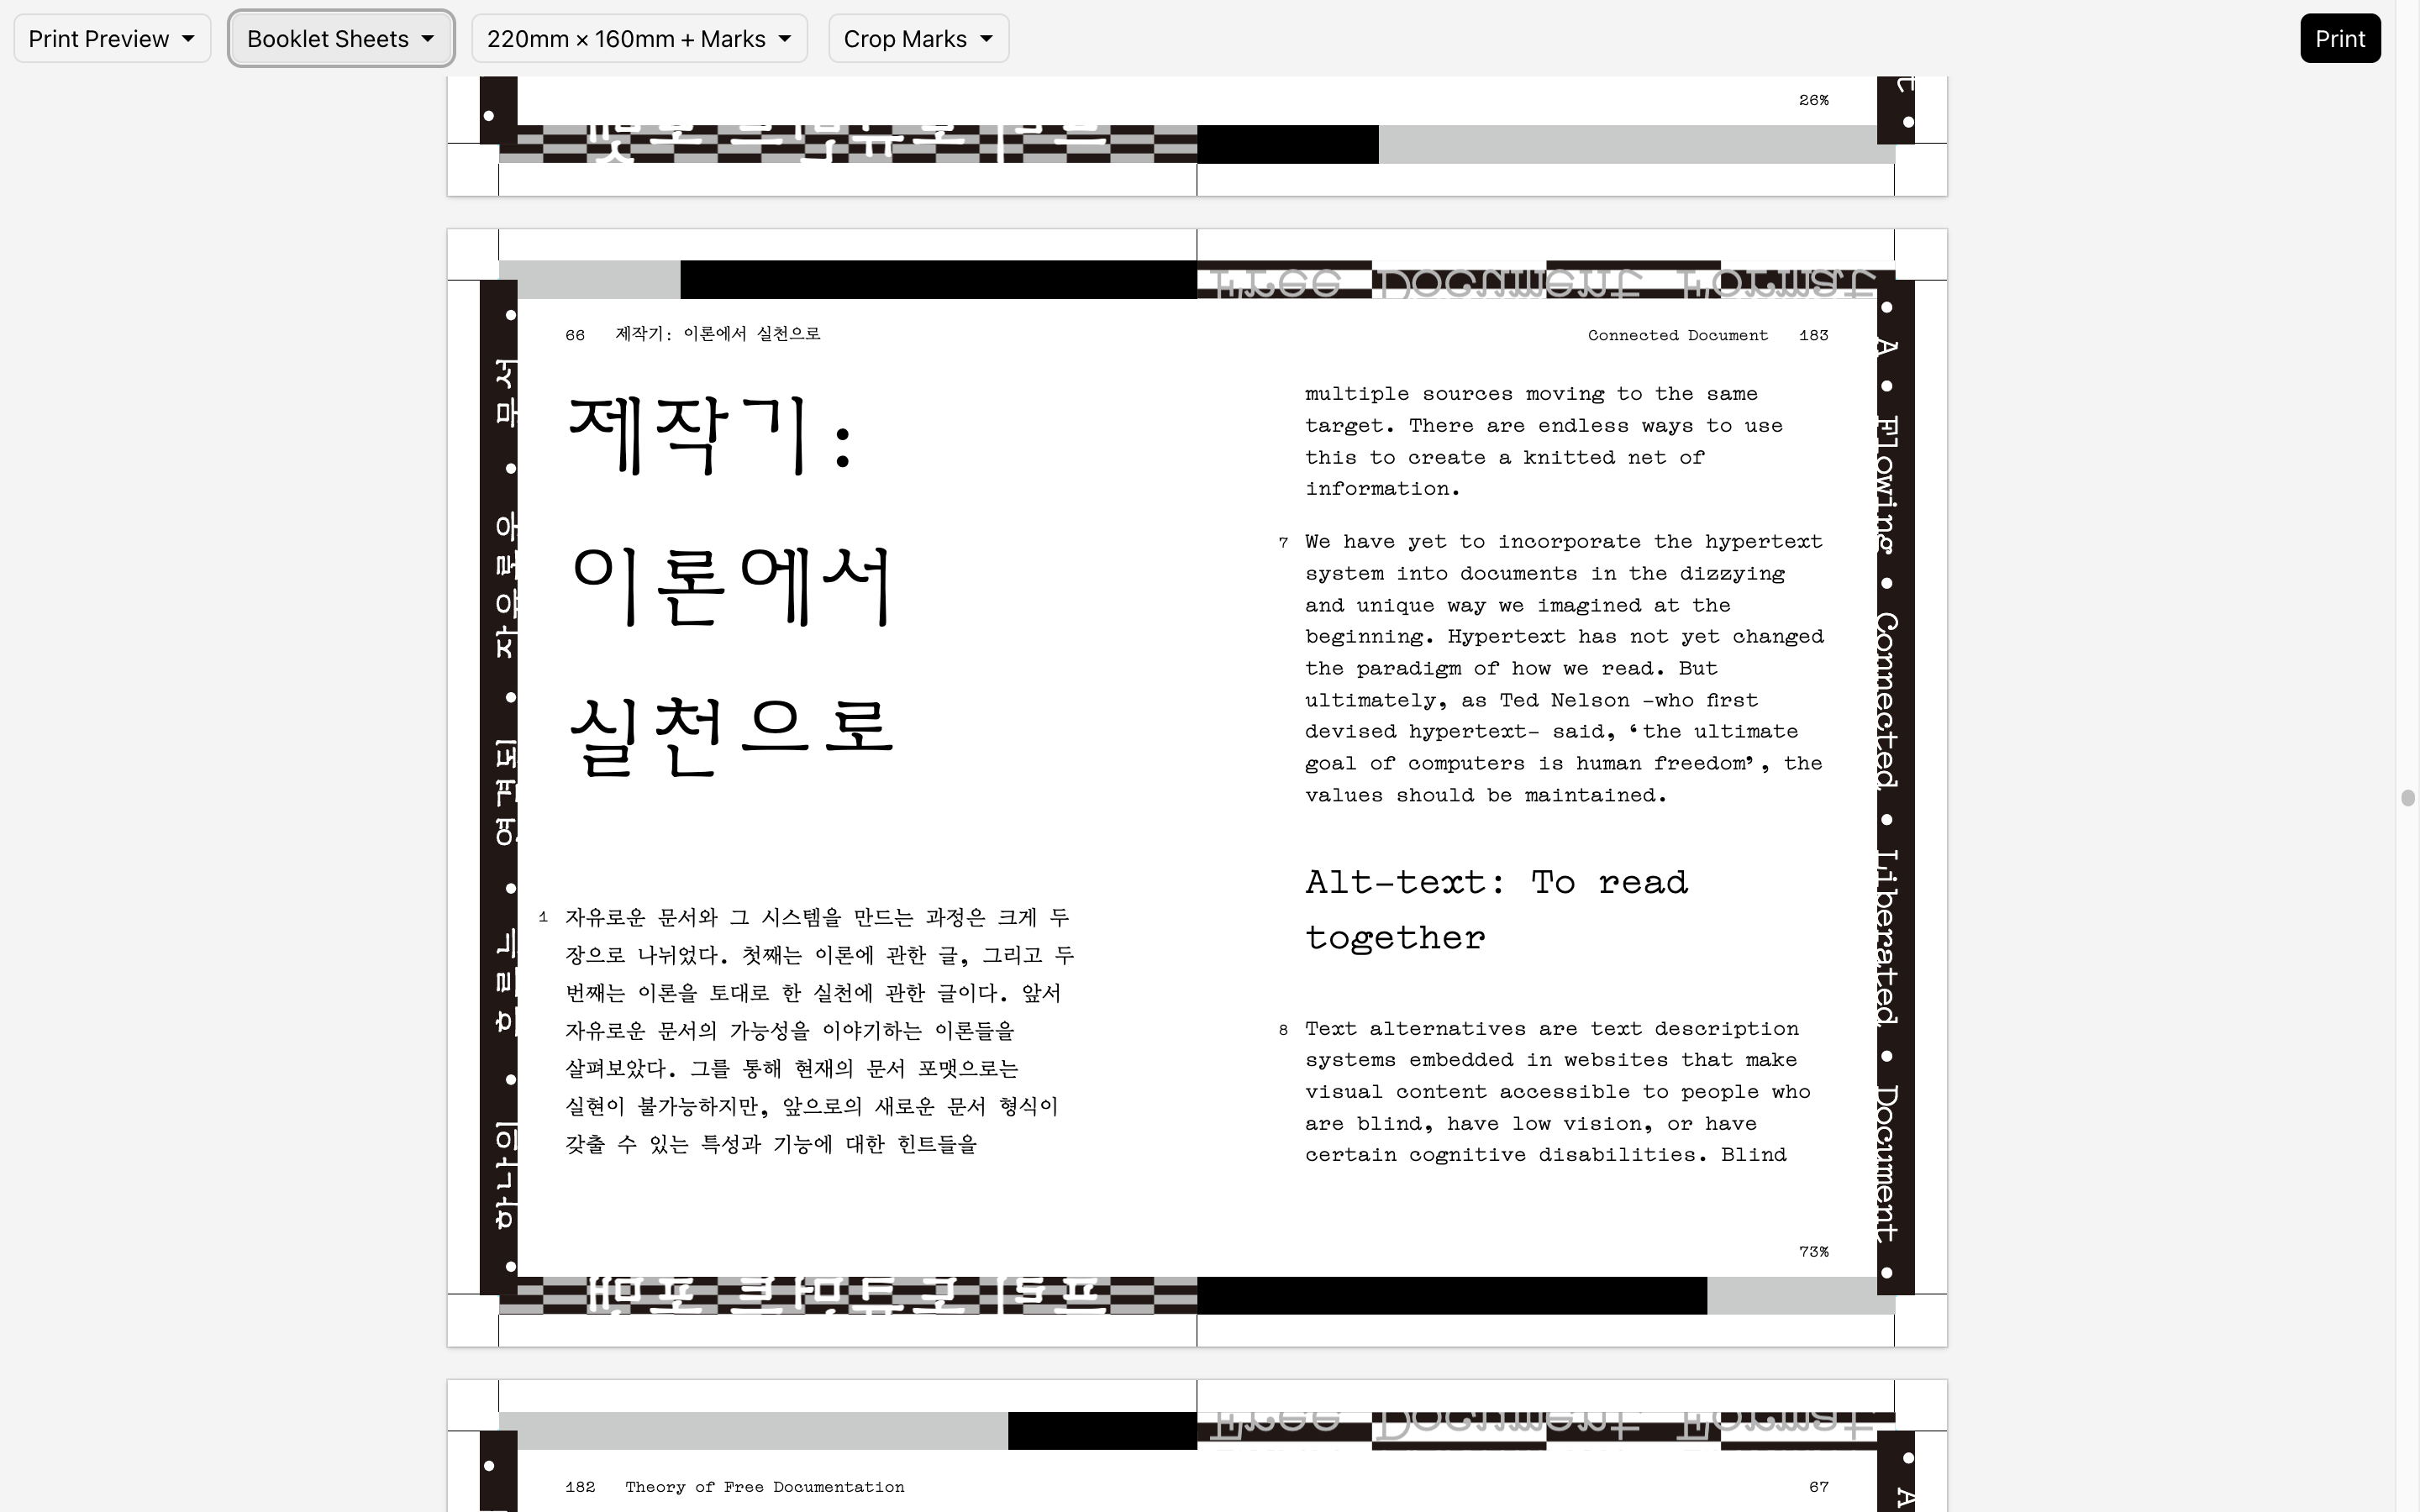 Print Preview
Booklet Sheets
220mm × 160mm + Marks
Crop Marks
Print
26%
Free Document Format
66 제작기: 이론에서 실천으로
제작기:
이론에서
실천으로
1 자유로운 문서와 그 시스템을 만드는 과정은 크게 두
장으로 나뉘었다. 첫째는 이론에 관한 글, 그리고 두
번째는 이론을 토대로 한 실천에 관한 글이다. 앞서
자유로운 문서의 가능성을 이야기하는 이론들을
살펴보았다. 그를 통해 현재의 문서 포맷으로는
실현이 불가능하지만, 앞으로의 새로운 문서 형식이
갖출 수 있는 특성과 기능에 대한 힌트들을
Connected Document 183
multiple sources moving to the same
target. There are endless ways to use
this to create a knitted net of
information.
7 We have yet to incorporate the hypertext
system into documents in the dizzying
and unique way we imagined at the
beginning. Hypertext has not yet changed
the paradigm of how we read. But
ultimately, as Ted Nelson -who first
devised hypertext- said, ‘the ultimate
goal of computers is human freedom’, the
values should be maintained.
Alt-text: To read
together
8 Text alternatives are text description
systems embedded in websites that make
visual content accessible to people who
are blind, have low vision, or have
certain cognitive disabilities. Blind
73%
• A • Flowing • Connected • Liberated • Document •
Free Document Format
182 Theory of Free Documentation
67
A